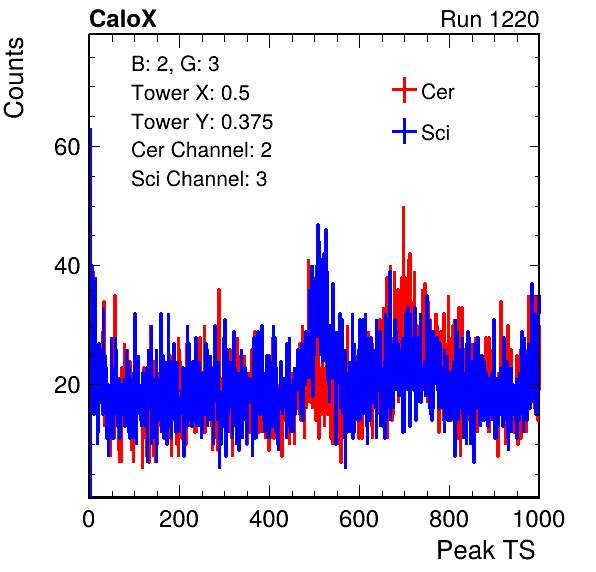 CaloX Run 1220
Counts
B: 2, G: 3
Tower X: 0.5
Tower Y: 0.375
Cer Channel: 2
Sci Channel: 3
Cer
Sci
60
40
20
0 200 400 600 800 1000
Peak TS